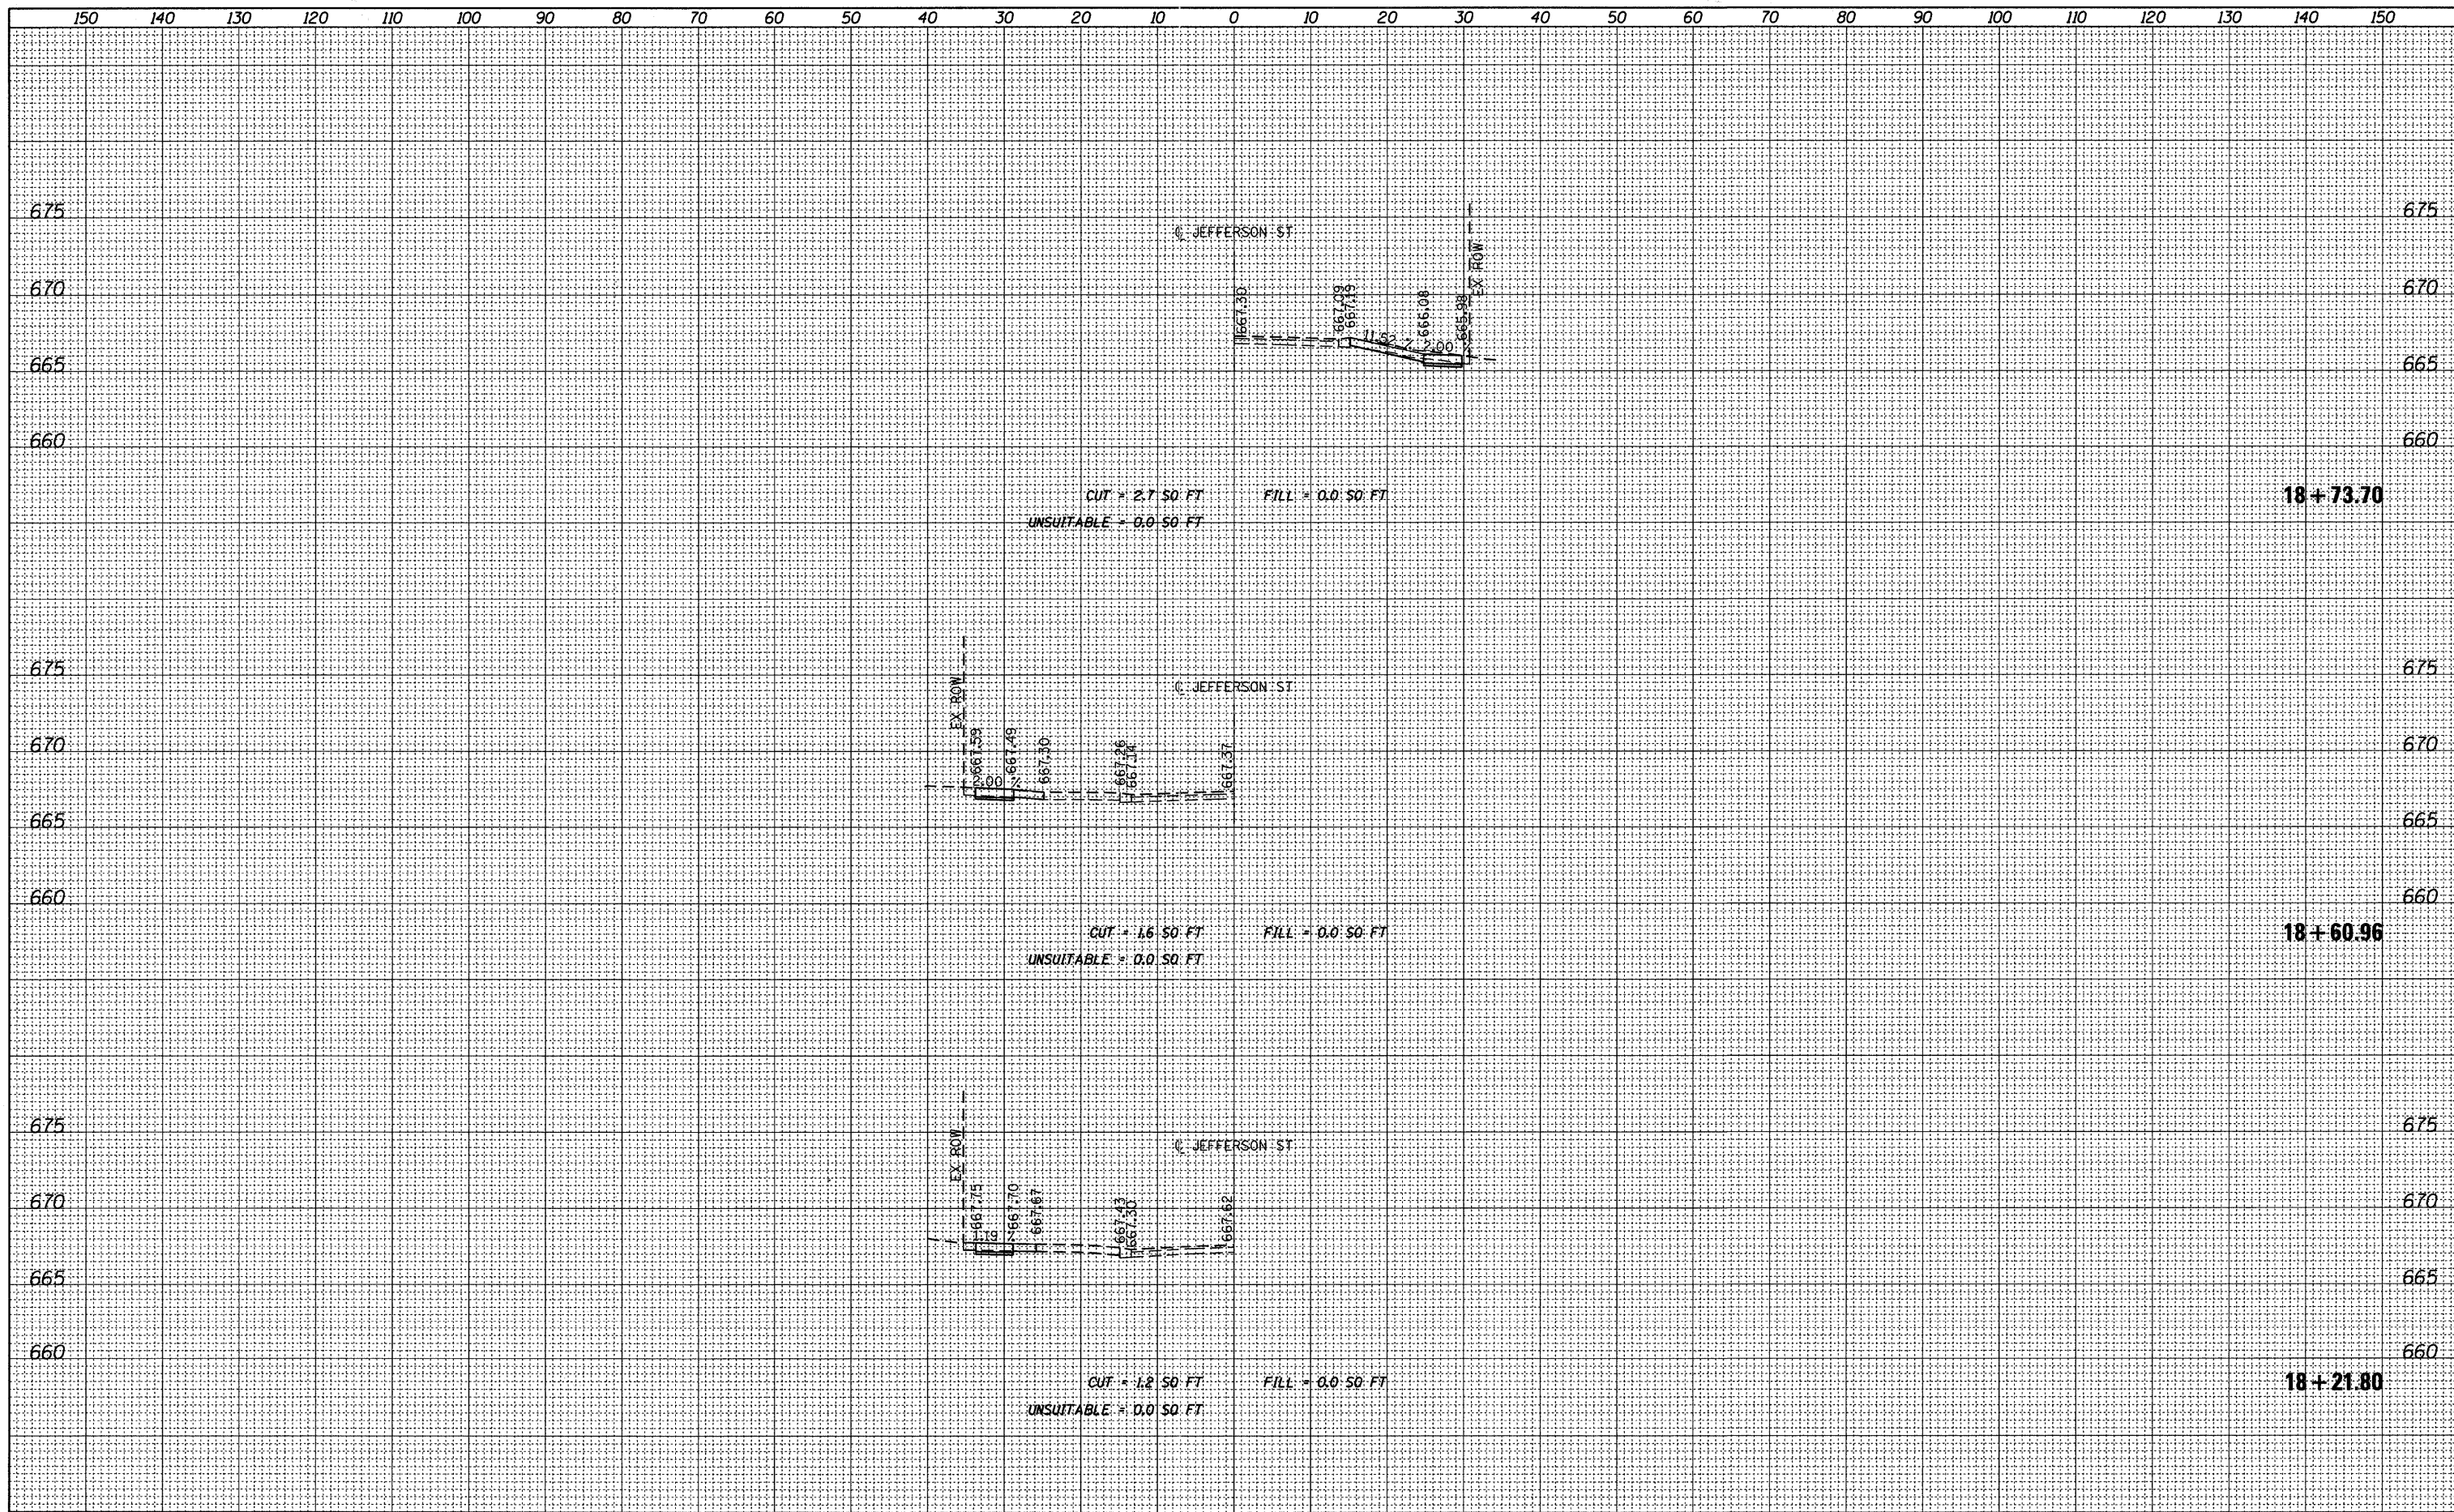 150 140 130 120 110 100 90 80 70 60 50 40 30 20 10 0 10 20 30 40 50 60 70 80 90 100 110 120 130 140 150
675 675
℄ JEFFERSON ST
EX ROW
670 670
667.30 667.09 667.19 666.08 665.98
11.52 % 2.00 %
665 665
660 660
CUT = 2.7 SQ FT FILL = 0.0 SQ FT 18+73.70
UNSUITABLE = 0.0 SQ FT
675 675
℄ JEFFERSON ST
EX ROW
670 670
667.59 667.49 667.30 667.26 667.14 667.37
2.00 %
665 665
660 660
CUT = 1.6 SQ FT FILL = 0.0 SQ FT 18+60.96
UNSUITABLE = 0.0 SQ FT
675 675
℄ JEFFERSON ST
EX ROW
670 670
667.75 667.70 667.67 667.43 667.30 667.62
1.19 %
665 665
660 660
CUT = 1.2 SQ FT FILL = 0.0 SQ FT 18+21.80
UNSUITABLE = 0.0 SQ FT